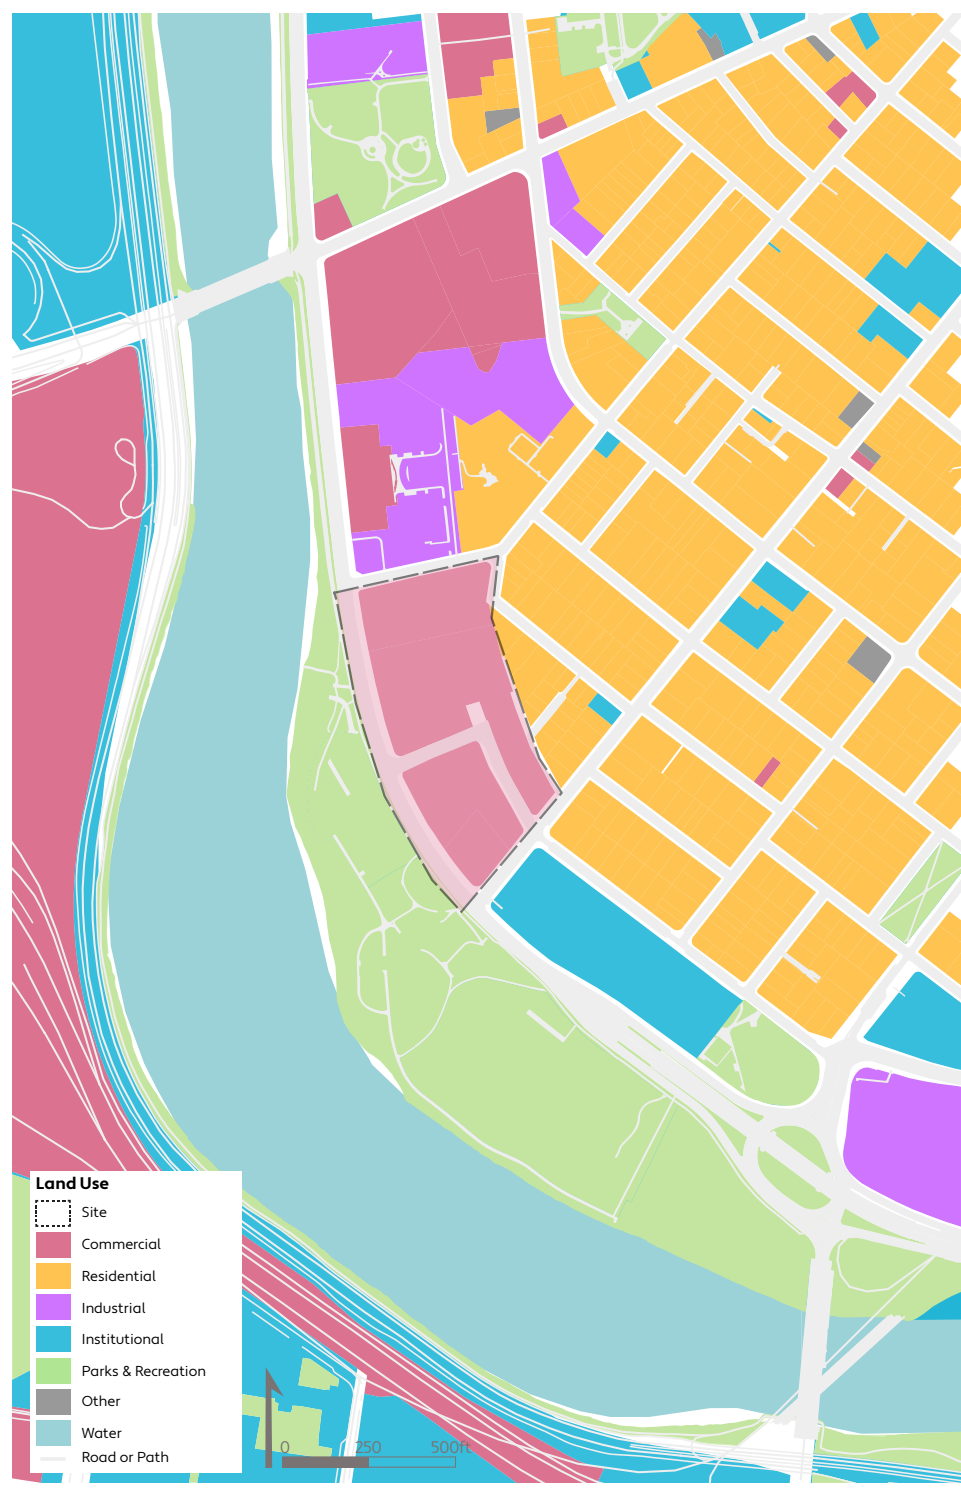 Land Use
Site
Commercial
Residential
Industrial
Institutional
Parks & Recreation
Other
Water
Road or Path
0 250 500ft